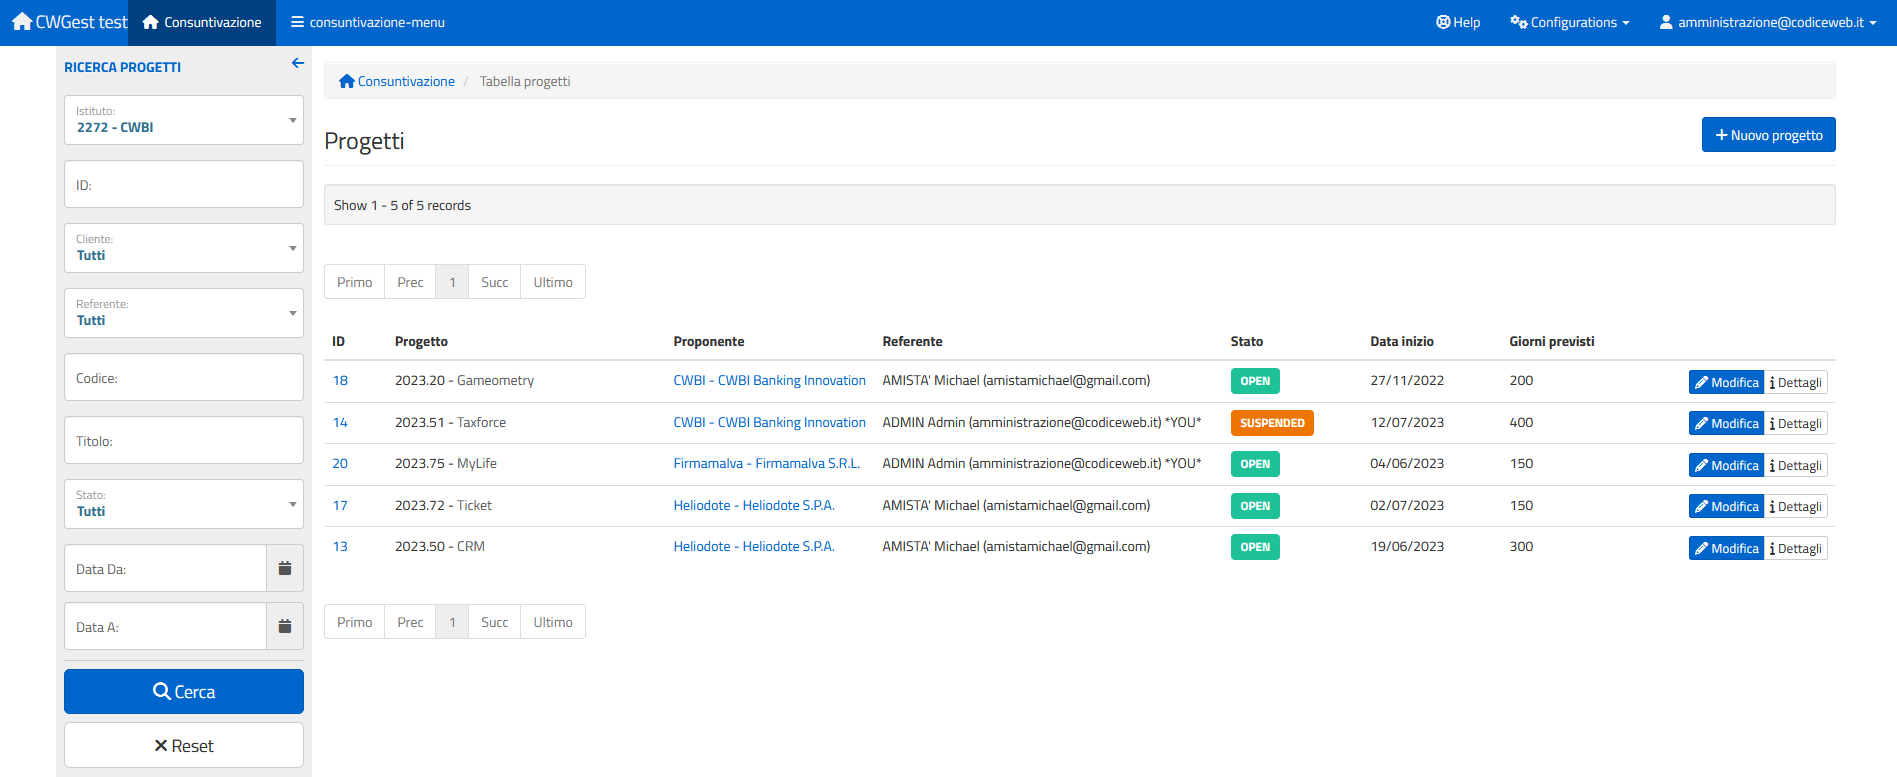 CWGest test Consuntivazione consuntivazione-menu Help Configurations amministrazione@codiceweb.it
RICERCA PROGETTI
Istituto:
2272 - CWBI
ID:
Cliente:
Tutti
Referente:
Tutti
Codice:
Titolo:
Stato:
Tutti
Data Da:
Data A:
Cerca
Reset
Consuntivazione / Tabella progetti
Progetti
Nuovo progetto
Show 1 - 5 of 5 records
Primo Prec 1 Succ Ultimo
ID Progetto Proponente Referente Stato Data inizio Giorni previsti
18 2023.20 - Gameometry CWBI - CWBI Banking Innovation AMISTA' Michael (amistamichael@gmail.com) OPEN 27/11/2022 200 Modifica Dettagli
14 2023.51 - Taxforce CWBI - CWBI Banking Innovation ADMIN Admin (amministrazione@codiceweb.it) *YOU* SUSPENDED 12/07/2023 400 Modifica Dettagli
20 2023.75 - MyLife Firmamalva - Firmamalva S.R.L. ADMIN Admin (amministrazione@codiceweb.it) *YOU* OPEN 04/06/2023 150 Modifica Dettagli
17 2023.72 - Ticket Heliodote - Heliodote S.P.A. AMISTA' Michael (amistamichael@gmail.com) OPEN 02/07/2023 150 Modifica Dettagli
13 2023.50 - CRM Heliodote - Heliodote S.P.A. AMISTA' Michael (amistamichael@gmail.com) OPEN 19/06/2023 300 Modifica Dettagli
Primo Prec 1 Succ Ultimo